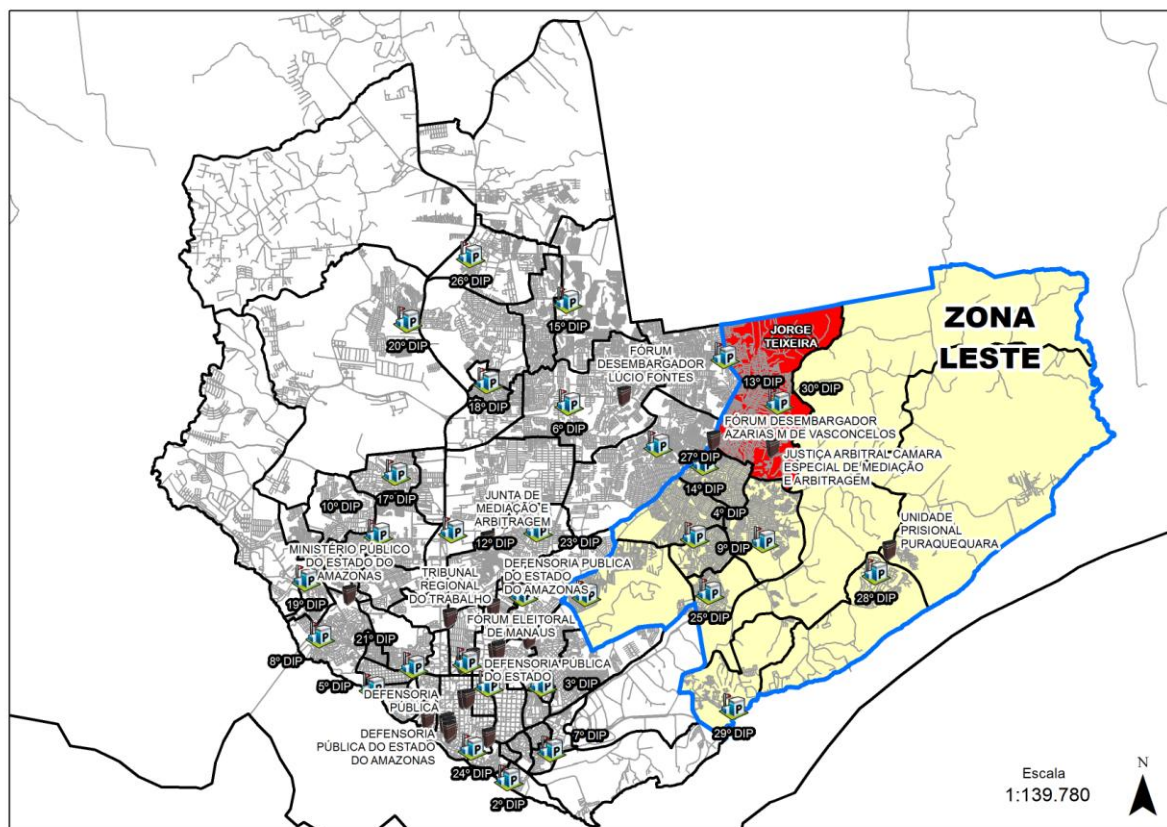 ZONA
LESTE
JORGE
TEIXEIRA
26º DIP
20º DIP
15º DIP
FÓRUM
DESEMBARGADOR
LÚCIO FONTES
13º DIP
30º DIP
18º DIP
6º DIP
FÓRUM DESEMBARGADOR
AZARIAS M DE VASCONCELOS
27º DIP
JUSTIÇA ARBITRAL CÂMARA
ESPECIAL DE MEDIAÇÃO
E ARBITRAGEM
14º DIP
17º DIP
10º DIP
JUNTA DE
MEDIAÇÃO E
ARBITRAGEM
4º DIP
12º DIP
23º DIP
9º DIP
UNIDADE
PRISIONAL
PURAQUEQUARA
MINISTÉRIO PÚBLICO
DO ESTADO DO
AMAZONAS
TRIBUNAL
REGIONAL
DO TRABALHO
DEFENSORIA PÚBLICA
DO ESTADO DO
AMAZONAS
19º DIP
28º DIP
25º DIP
FÓRUM ELEITORAL
DE MANAUS
21º DIP
8º DIP
DEFENSORIA PÚBLICA
DO ESTADO
5º DIP
3º DIP
DEFENSORIA
PÚBLICA
DEFENSORIA
PÚBLICA DO ESTADO
DO AMAZONAS
7º DIP
29º DIP
24º DIP
2º DIP
Escala
1:139.780
N